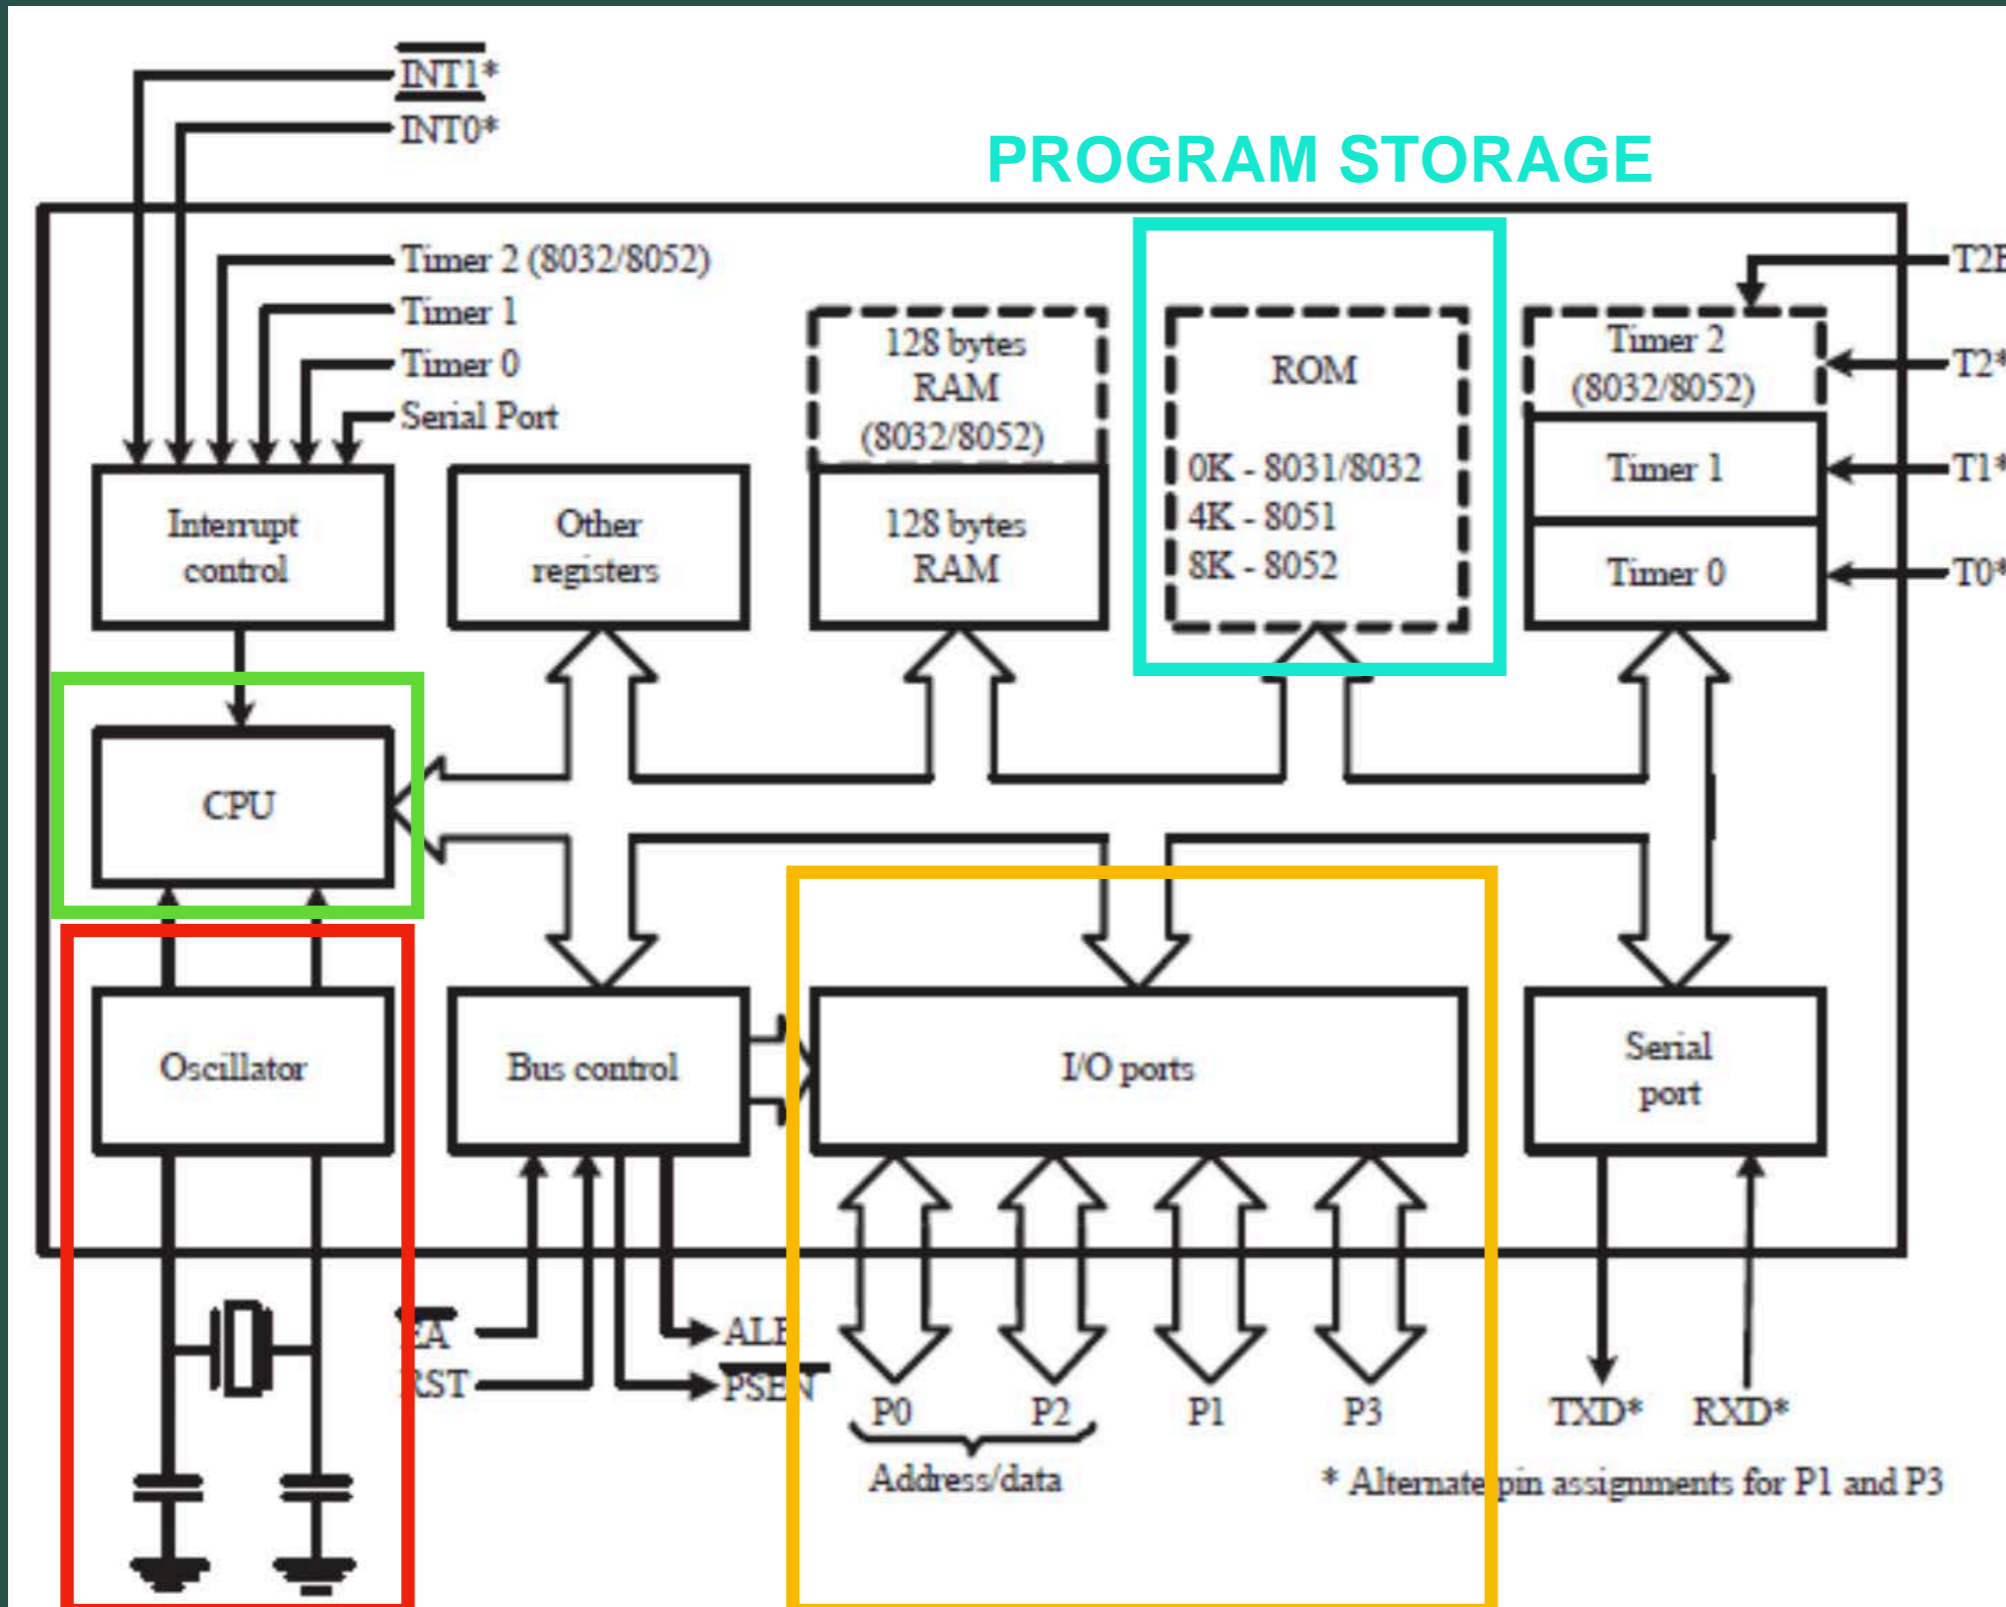 INT1*
INT0*
PROGRAM STORAGE
Timer 2 (8032/8052)
Timer 1
Timer 0
Serial Port
Interrupt
control
Other
registers
128 bytes
RAM
(8032/8052)
128 bytes
RAM
ROM
0K - 8031/8032
4K - 8051
8K - 8052
Timer 2
(8032/8052)
Timer 1
Timer 0
T2*
T1*
T0*
CPU
Oscillator
Bus control
I/O ports
Serial
port
EA
RST
ALE
PSEN
P0
P2
P1
P3
Address/data
TXD*
RXD*
* Alternate pin assignments for P1 and P3